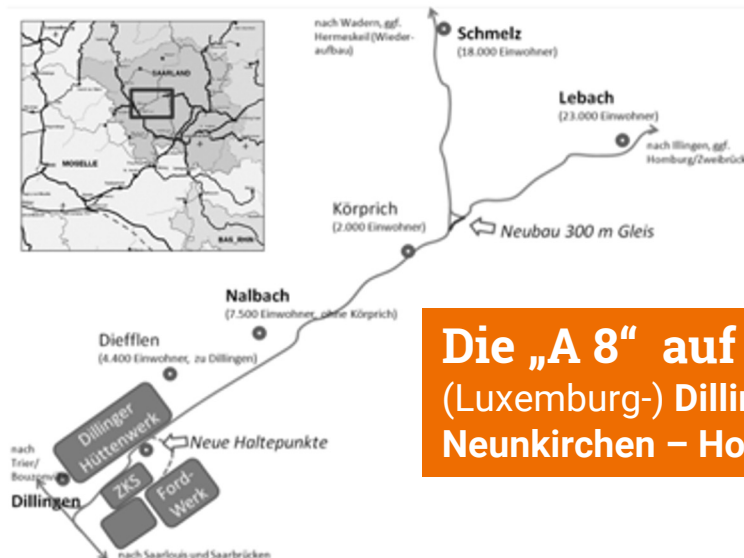 nach Wadern, ggf.
Hermeskeil (Wieder-
aufbau)
Schmelz
(18.000 Einwohner)
SAARLAND
MOSELLE
BAS_RHIN
Lebach
(23.000 Einwohner)
nach Illingen, ggf.
Homburg/Zweibrück
Körprich
(2.000 Einwohner)
Neubau 300 m Gleis
Nalbach
(7.500 Einwohner, ohne Körprich)
Diefflen
(4.400 Einwohner, zu Dillingen)
Die „A 8“ auf
(Luxemburg-) Dillin
Neunkirchen – Ho
Dillinger
Hüttenwerk
Neue Haltepunkte
nach
Trier/
Dillingen
ZKS
Ford-
Werk
nach Saarlouis und Saarbrücken